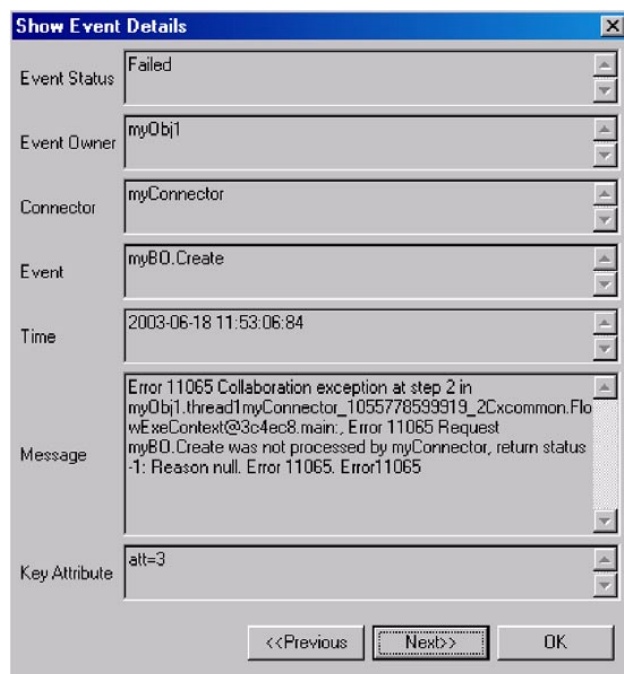 Show Event Details
Event Status
Failed
Event Owner
myObj1
Connector
myConnector
Event
myBO.Create
Time
2003-06-18 11:53:06:84
Message
Error 11065 Collaboration exception at step 2 in
myObj1.thread1myConnector_1055778599919_2Cxcommon.Flo
wExeContext@3c4ec8.main:, Error 11065 Request
myBO.Create was not processed by myConnector, return status
-1: Reason null. Error 11065. Error11065
Key Attribute
att=3
<<Previous
Next>>
OK